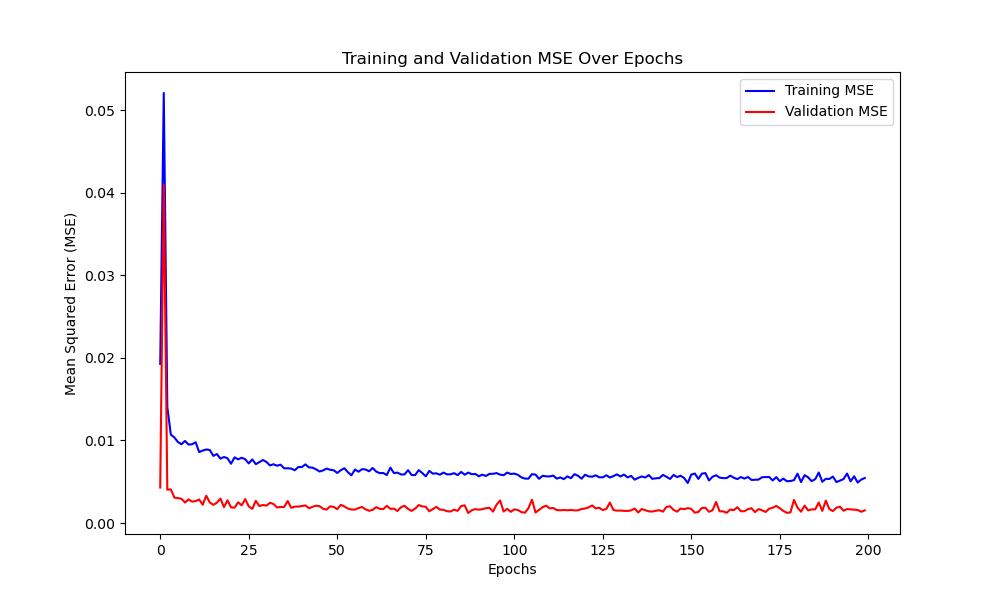 Training and Validation MSE Over Epochs
Training MSE
Validation MSE
Mean Squared Error (MSE)
0.05
0.04
0.03
0.02
0.01
0.00
0 25 50 75 100 125 150 175 200
Epochs